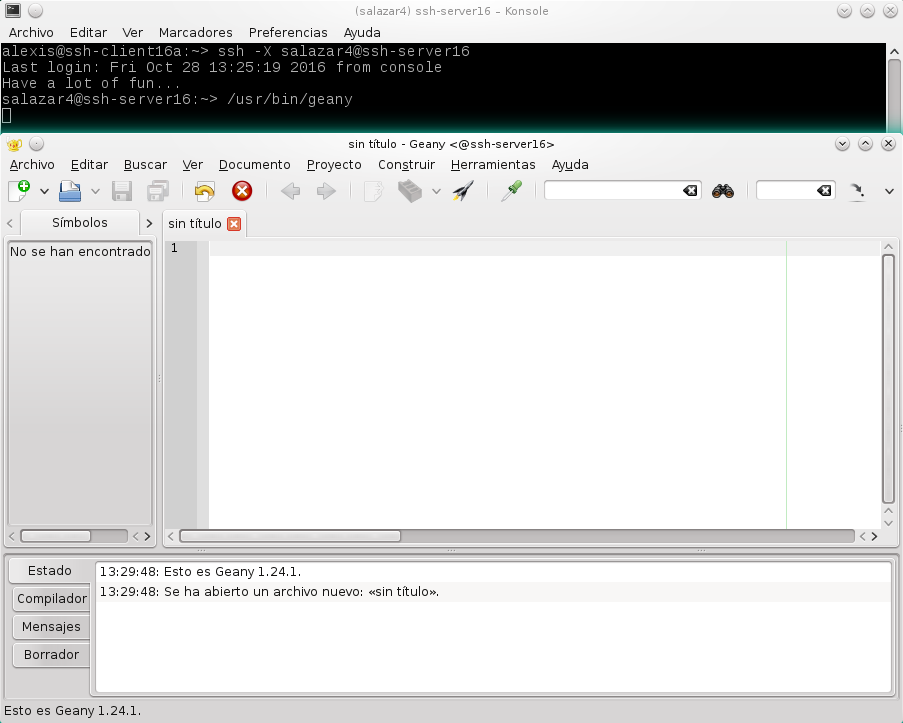 (salazar4) ssh-server16 – Konsole
Archivo Editar Ver Marcadores Preferencias Ayuda
alexis@ssh-client16a:~> ssh -X salazar4@ssh-server16
Last login: Fri Oct 28 13:25:19 2016 from console
Have a lot of fun...
salazar4@ssh-server16:~> /usr/bin/geany
sin título - Geany <@ssh-server16>
Archivo Editar Buscar Ver Documento Proyecto Construir Herramientas Ayuda
Símbolos
sin título
No se han encontrado
1
Estado
Compilador
Mensajes
Borrador
13:29:48: Esto es Geany 1.24.1.
13:29:48: Se ha abierto un archivo nuevo: «sin título».
Esto es Geany 1.24.1.